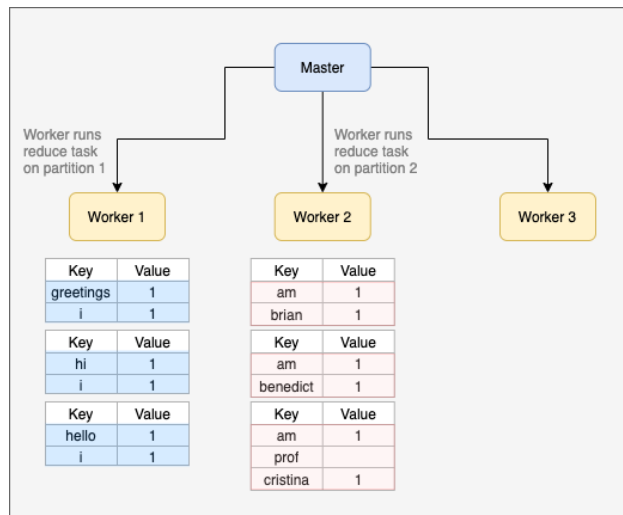 Master
Worker runs
reduce task
on partition 1
Worker runs
reduce task
on partition 2
Worker 1
Worker 2
Worker 3
Key Value
greetings 1
i 1
Key Value
hi 1
i 1
Key Value
hello 1
i 1
Key Value
am 1
brian 1
Key Value
am 1
benedict 1
Key Value
am 1
prof
cristina 1